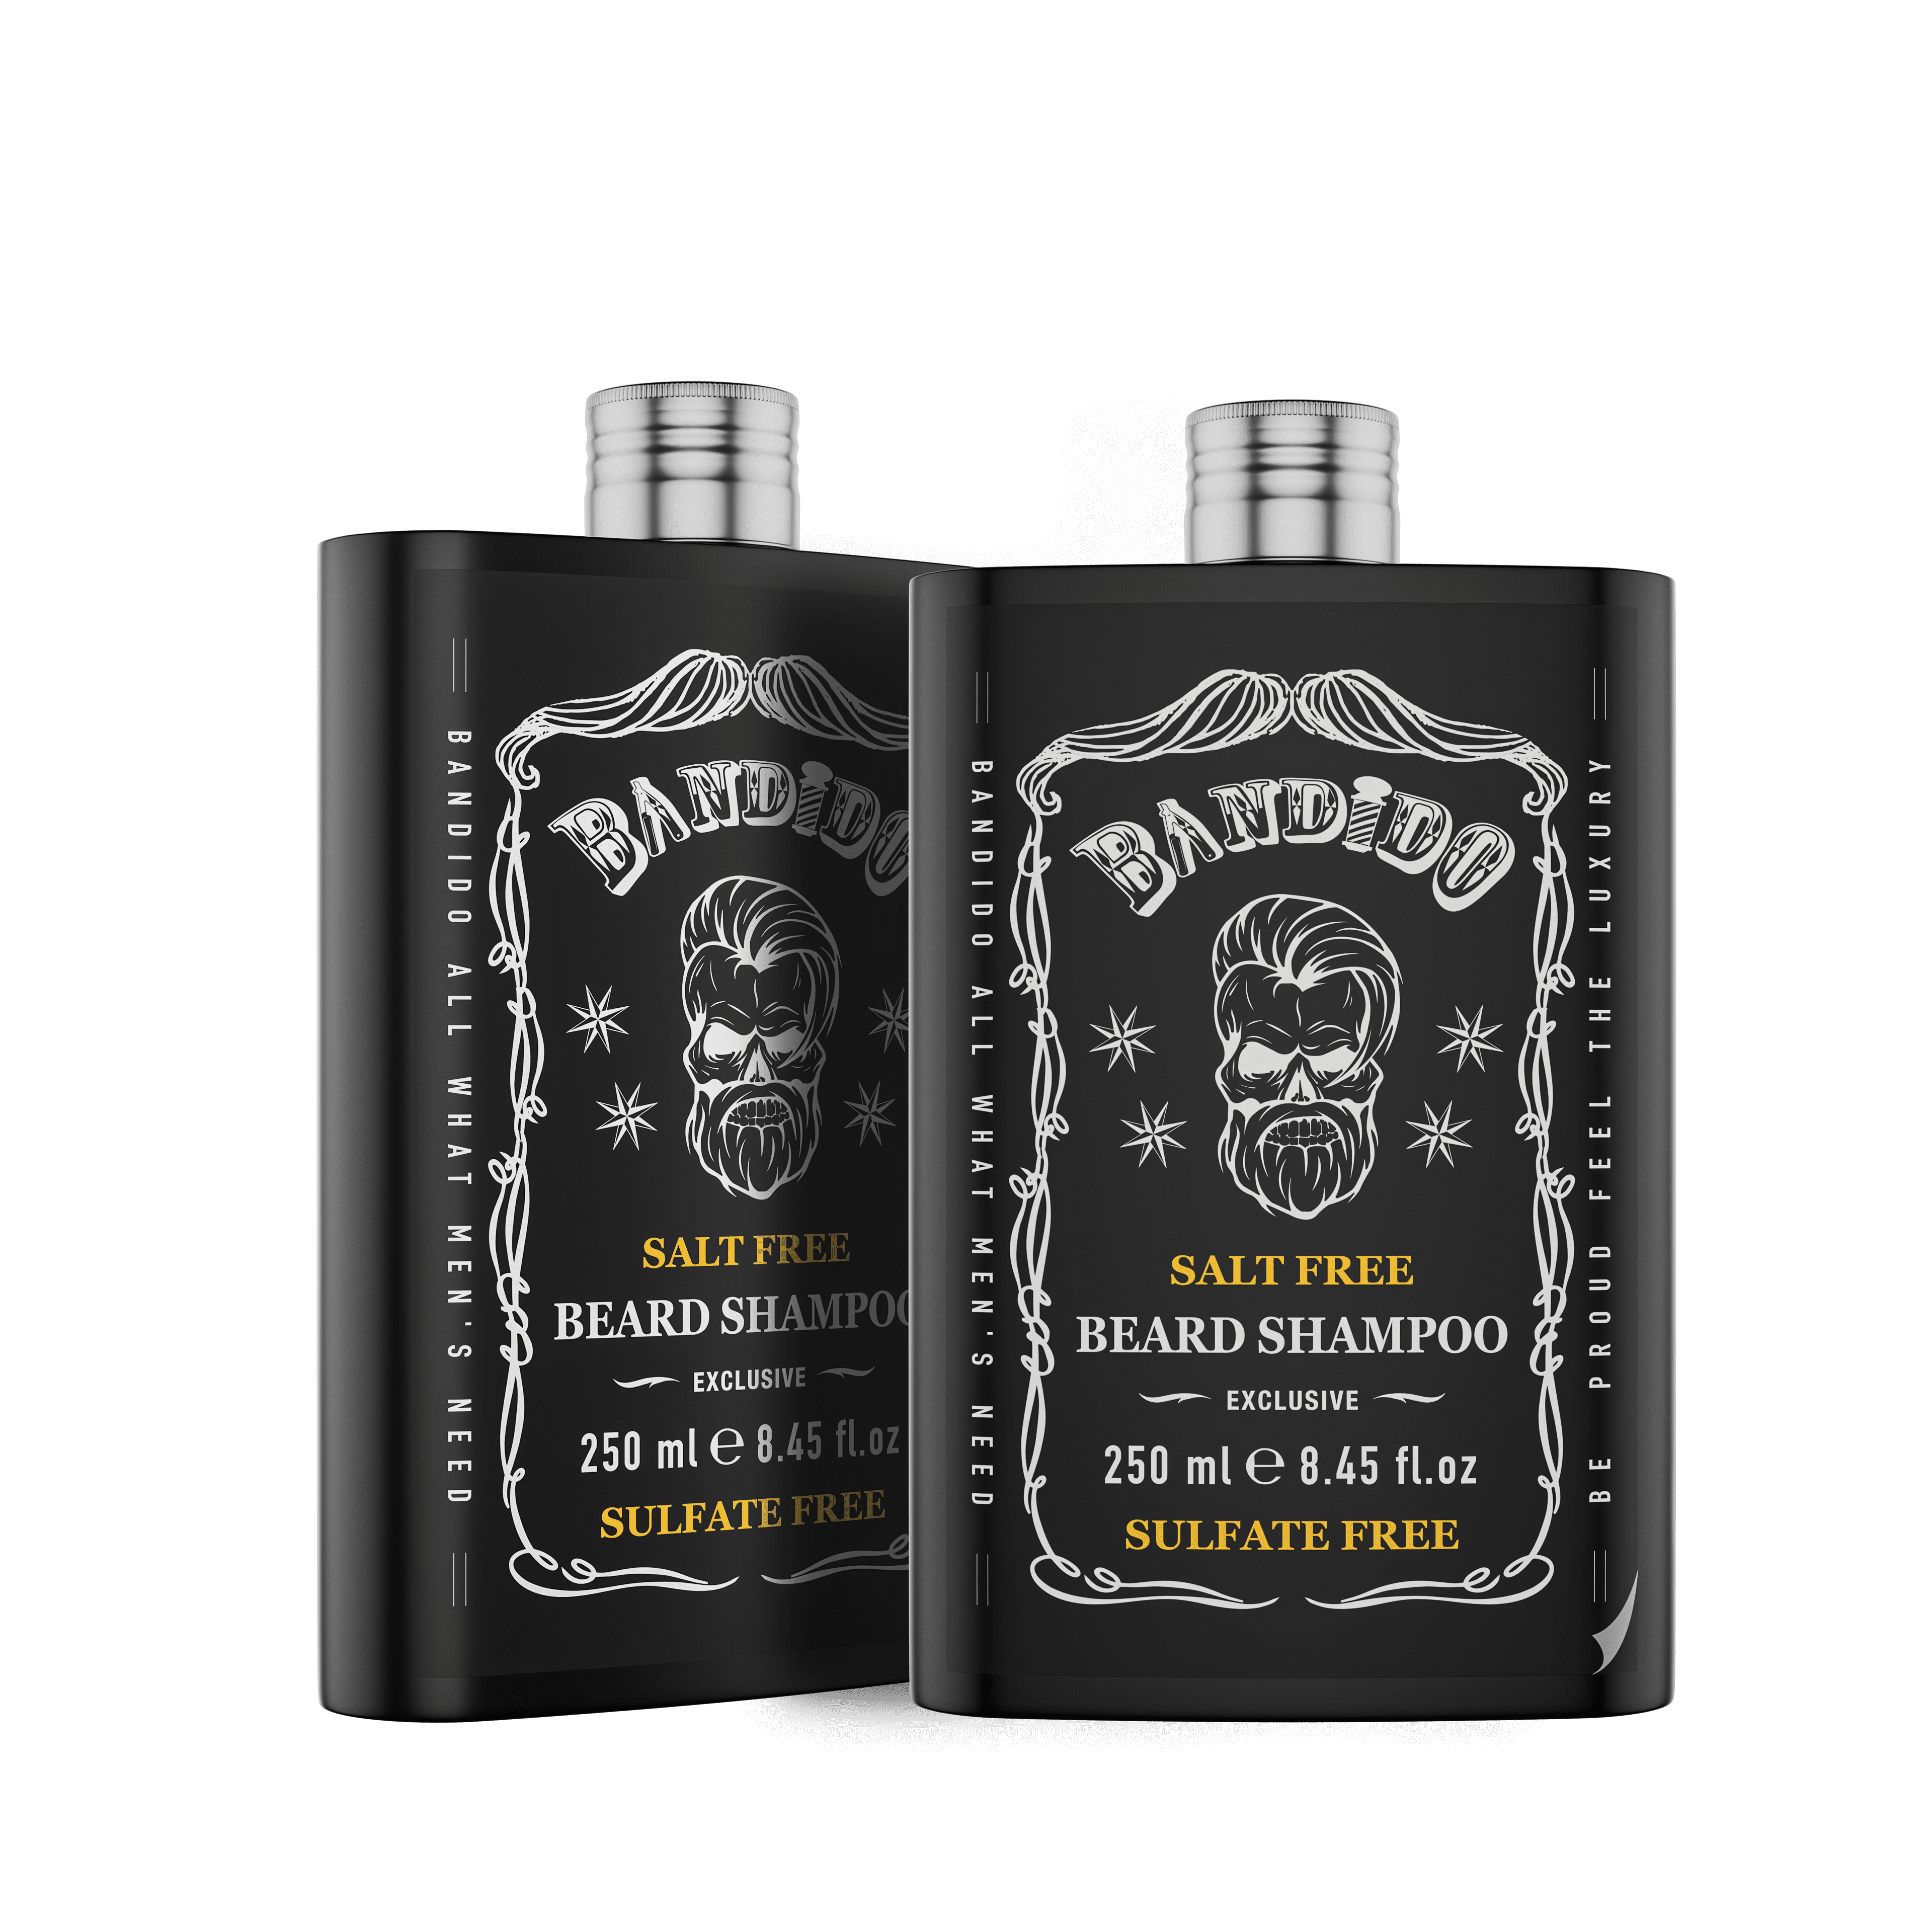 BANDIDO ALL WHAT MEN'S NEED
BANDIDO
SALT FREE
BEARD SHAMPOO
EXCLUSIVE
250 ml ℮ 8.45 fl.oz
SULFATE FREE
BANDIDO ALL WHAT MEN'S NEED
BANDIDO
SALT FREE
BEARD SHAMPOO
EXCLUSIVE
250 ml ℮ 8.45 fl.oz
SULFATE FREE
BE PROUD FEEL THE LUXURY